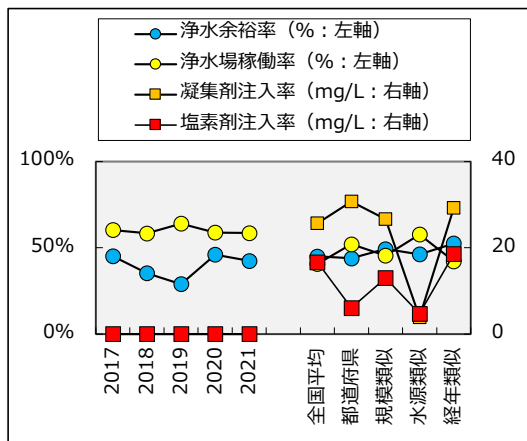 浄水余裕率（%：左軸）
浄水場稼働率（%：左軸）
凝集剤注入率（mg/L：右軸）
塩素剤注入率（mg/L：右軸）
100%
50%
0%
40
20
0
2017
2018
2019
2020
2021
全国平均
都道府県
規模類似
水源類似
経年類似